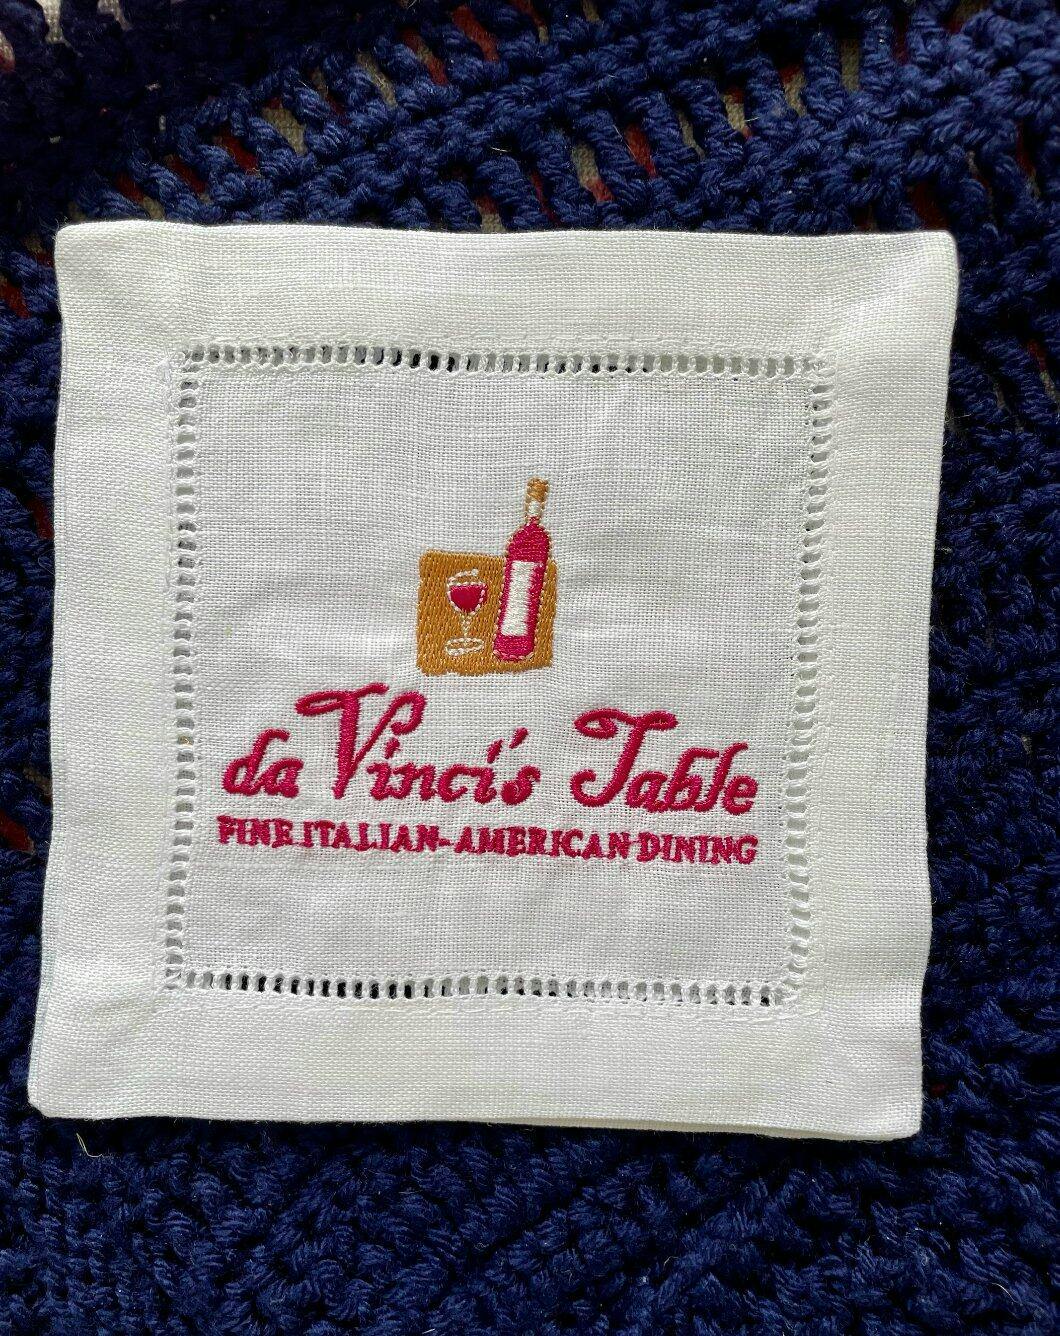 da Vinci's Table
FINE ITALIAN-AMERICAN DINING